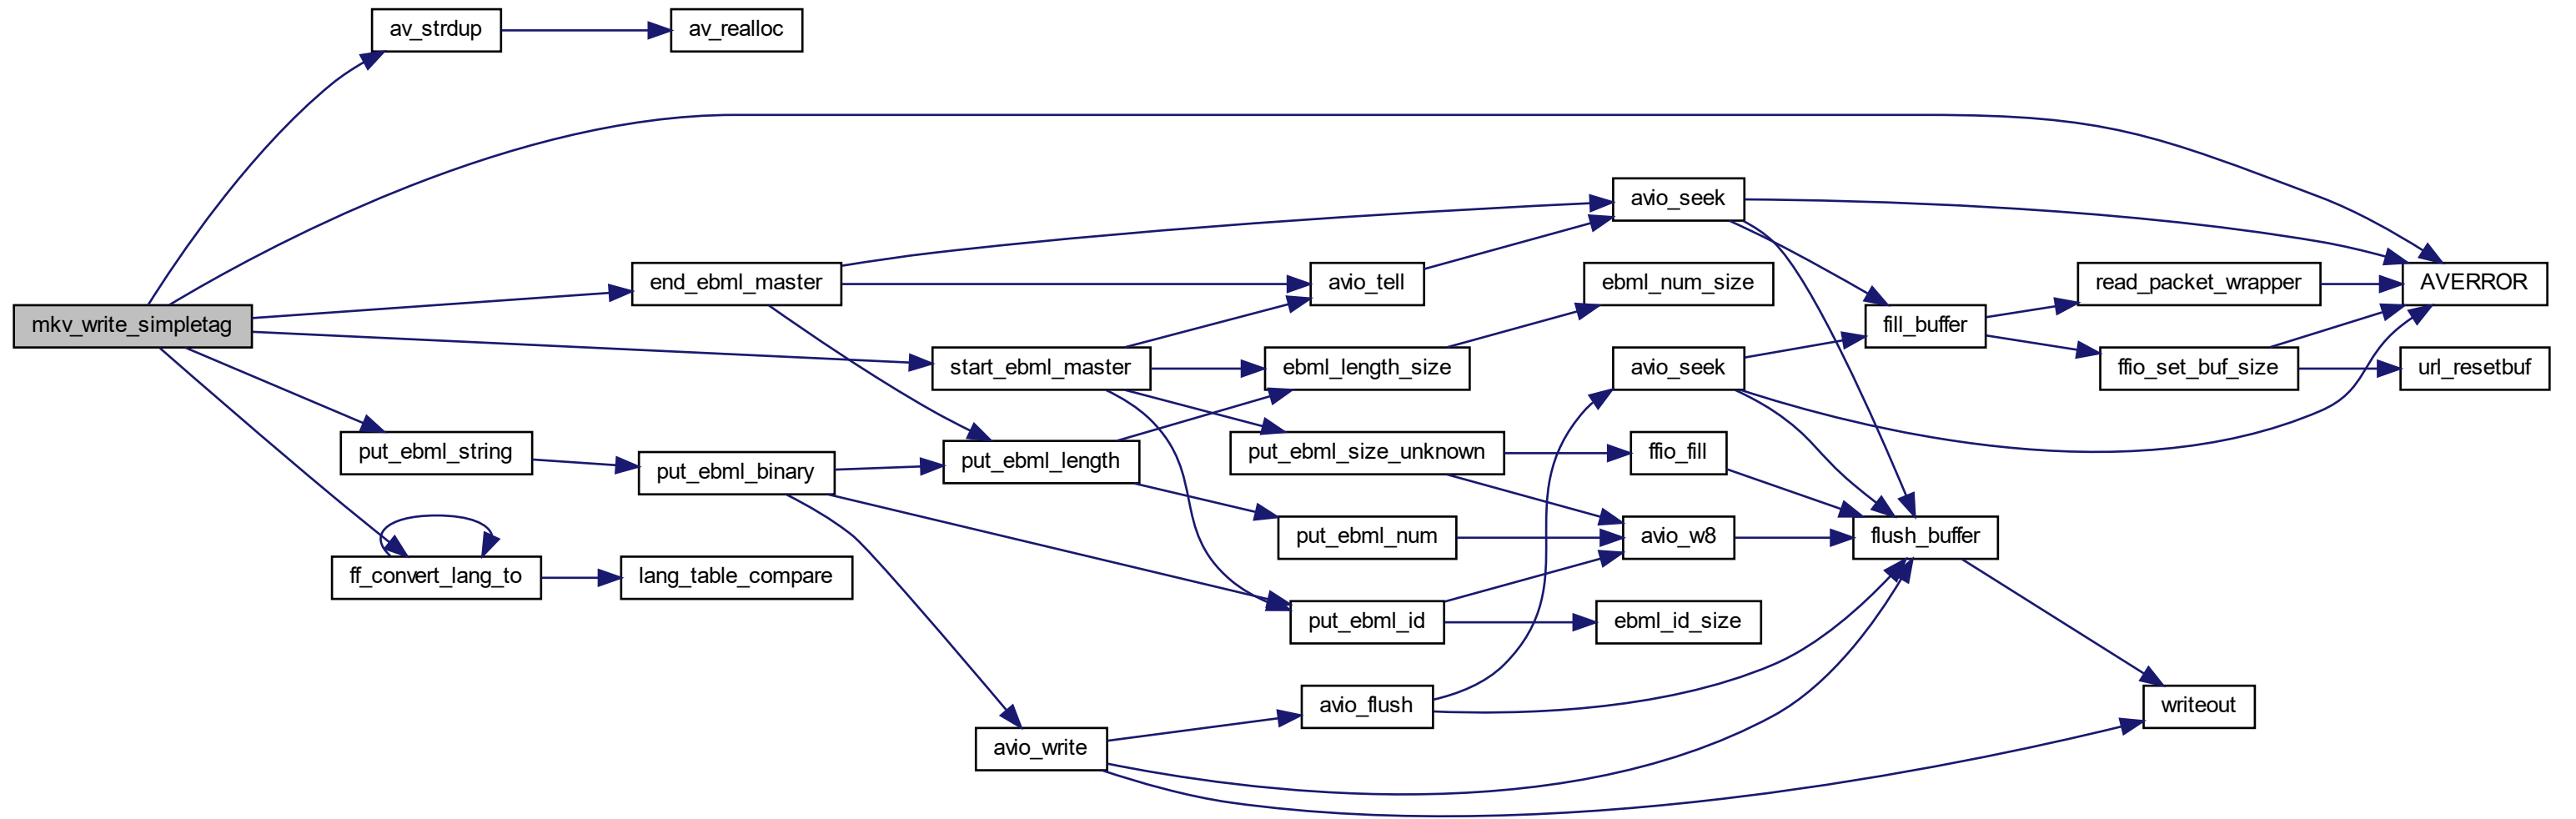 av_strdup
av_realloc
avio_seek
end_ebml_master
avio_tell
ebml_num_size
read_packet_wrapper
AVERROR
mkv_write_simpletag
fill_buffer
start_ebml_master
ebml_length_size
avio_seek
ffio_set_buf_size
url_resetbuf
put_ebml_string
put_ebml_binary
put_ebml_length
put_ebml_size_unknown
ffio_fill
put_ebml_num
avio_w8
flush_buffer
ff_convert_lang_to
lang_table_compare
put_ebml_id
ebml_id_size
avio_flush
writeout
avio_write